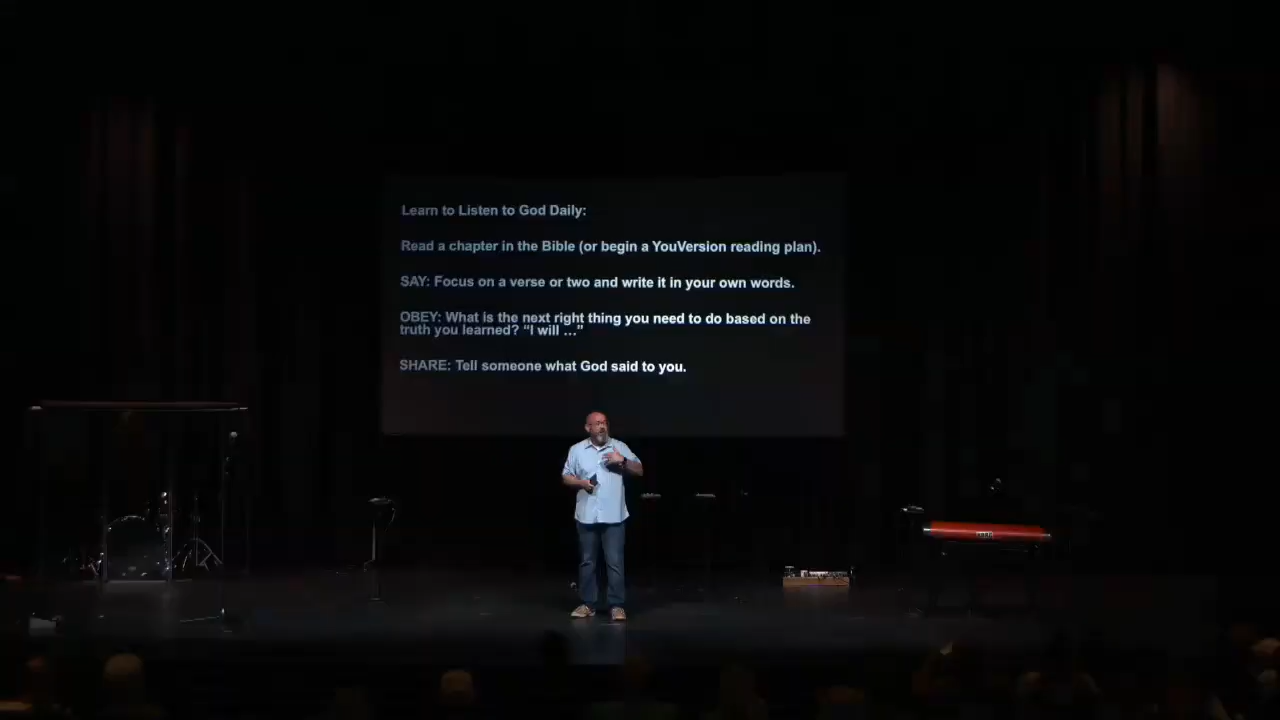 Learn to Listen to God Daily:
Read a chapter in the Bible (or begin a YouVersion reading plan).
SAY: Focus on a verse or two and write it in your own words.
OBEY: What is the next right thing you need to do based on the
truth you learned? “I will ...”
SHARE: Tell someone what God said to you.
KORG